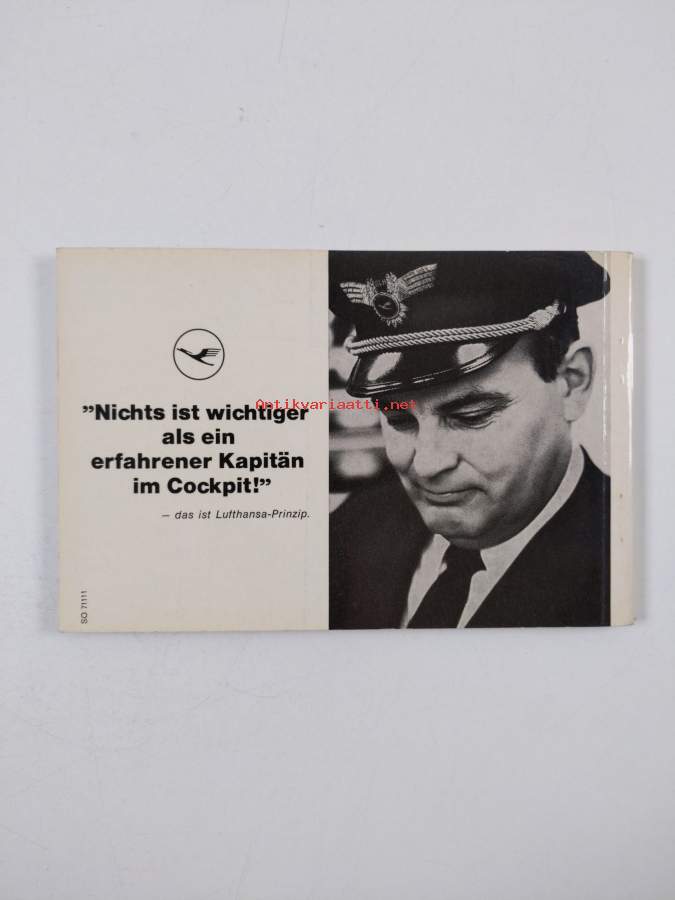 ”Nichts ist wichtiger
als ein
erfahrener Kapitän
im Cockpit!”
– das ist Lufthansa-Prinzip.
SO 71111
Antikvariaatti.net